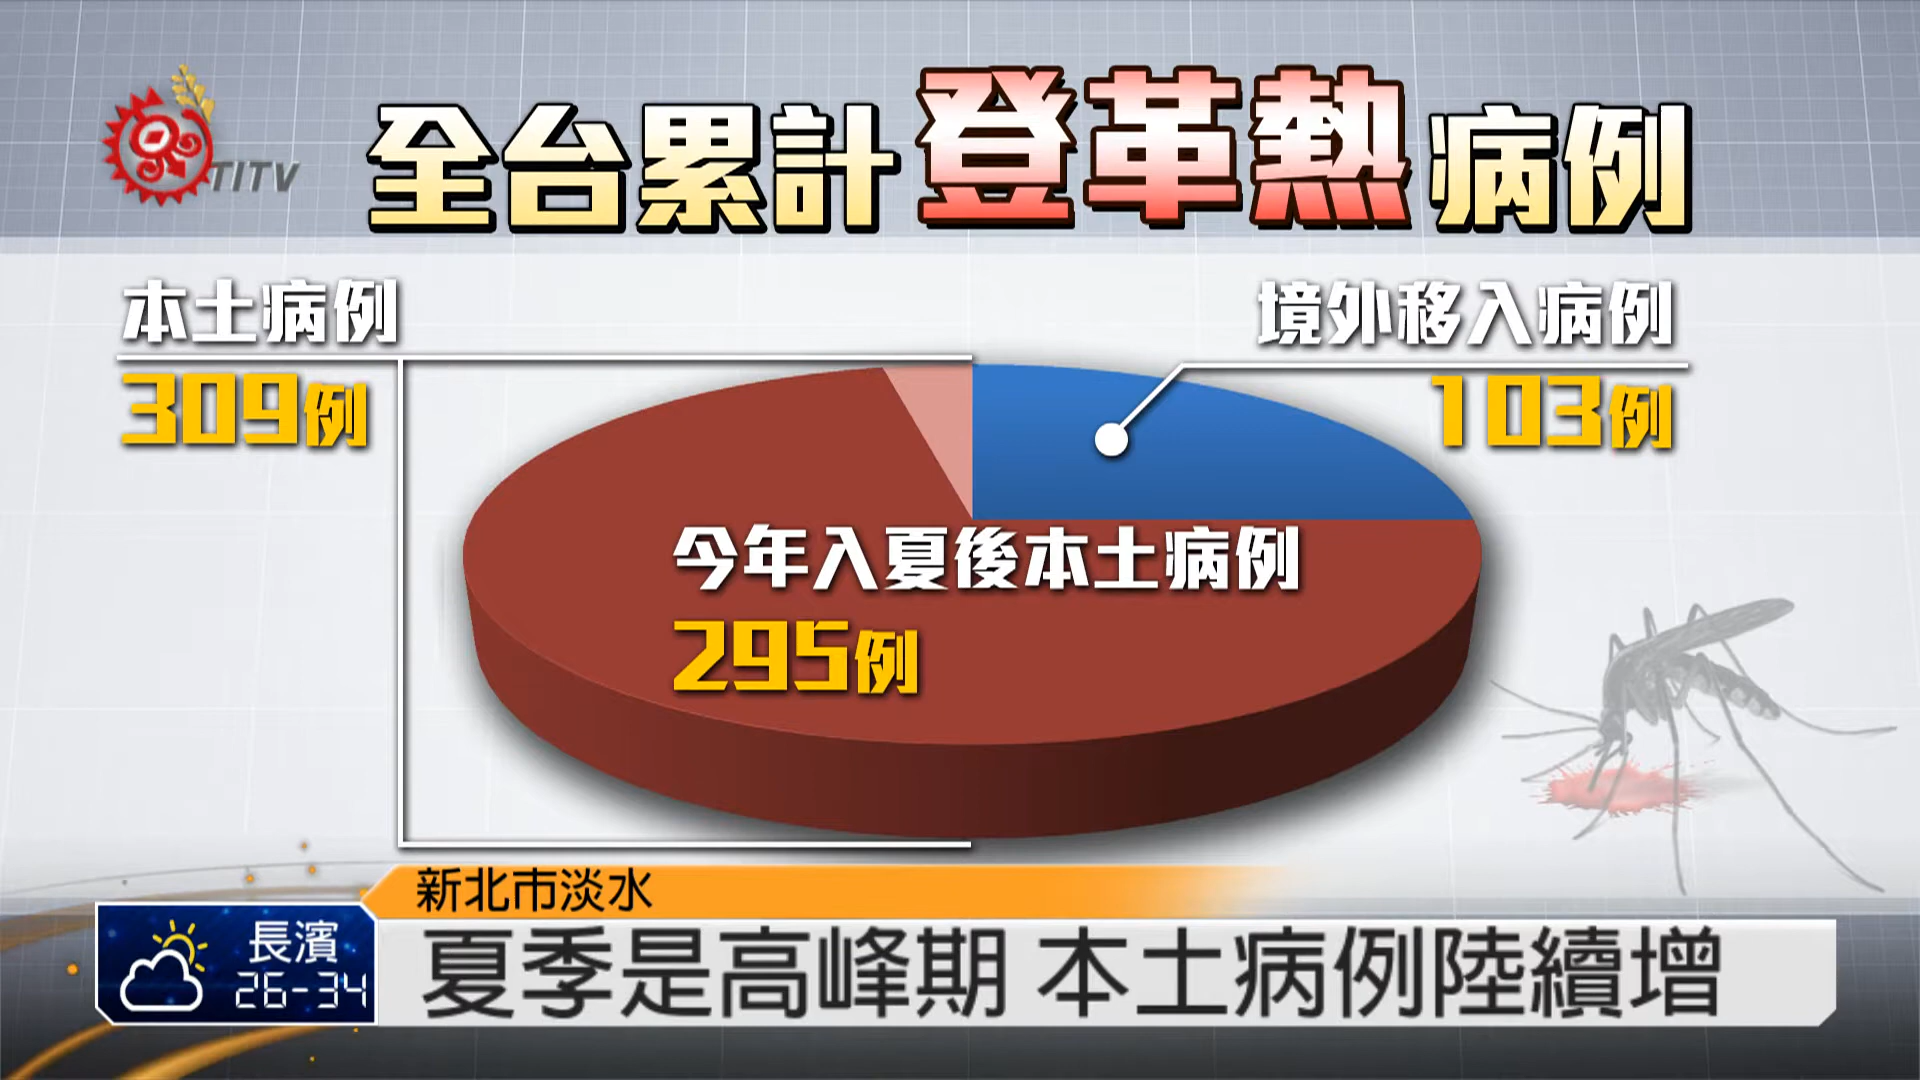 TITV
全台累計登革熱病例
本土病例
309例
境外移入病例
103例
今年入夏後本土病例
295例
新北市淡水
長濱
26-34
夏季是高峰期 本土病例陸續增